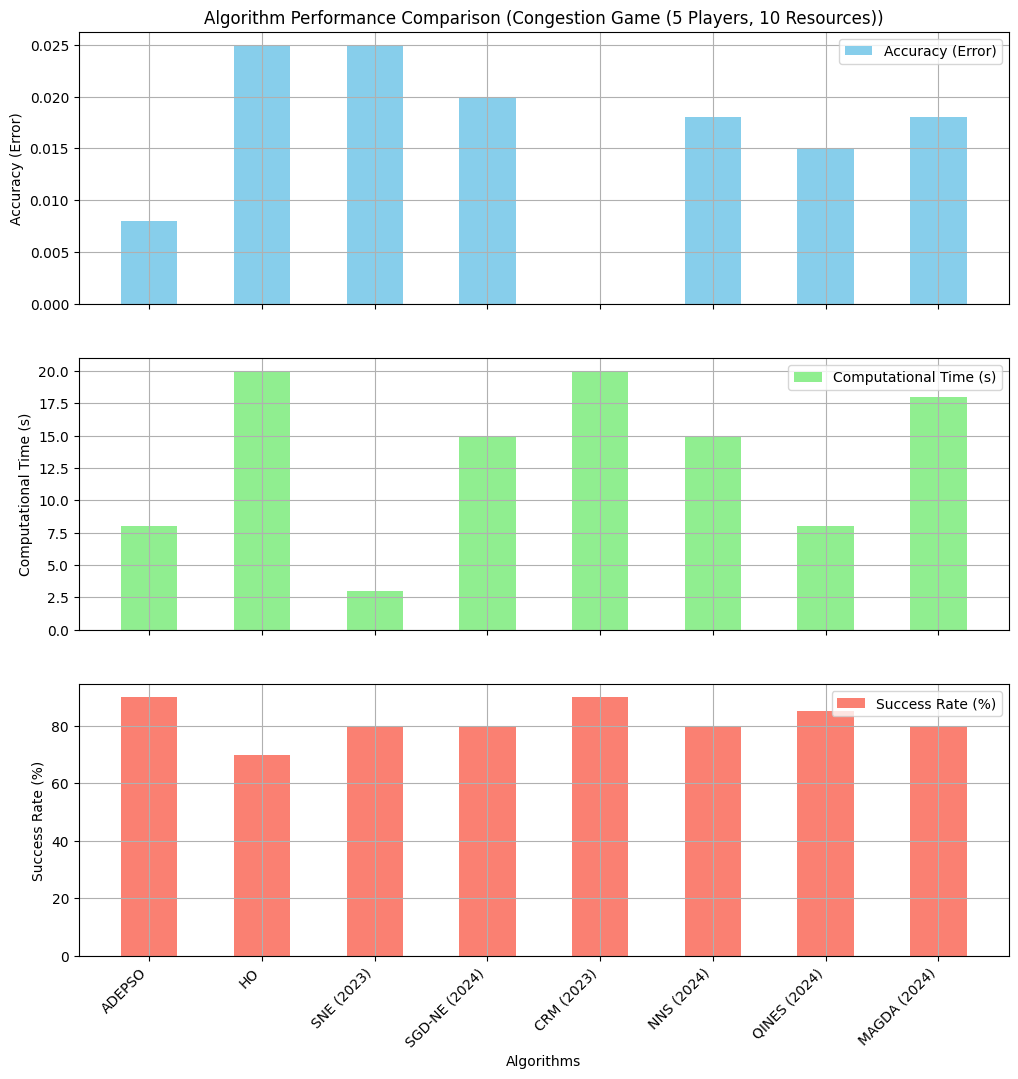 Algorithm Performance Comparison (Congestion Game (5 Players, 10 Resources))
Accuracy (Error)
Accuracy (Error)
0.025
0.020
0.015
0.010
0.005
0.000
Computational Time (s)
Computational Time (s)
20.0
17.5
15.0
12.5
10.0
7.5
5.0
2.5
0.0
Success Rate (%)
Success Rate (%)
80
60
40
20
0
ADEPSO
HO
SNE (2023)
SGD-NE (2024)
CRM (2023)
NNS (2024)
QINES (2024)
MAGDA (2024)
Algorithms